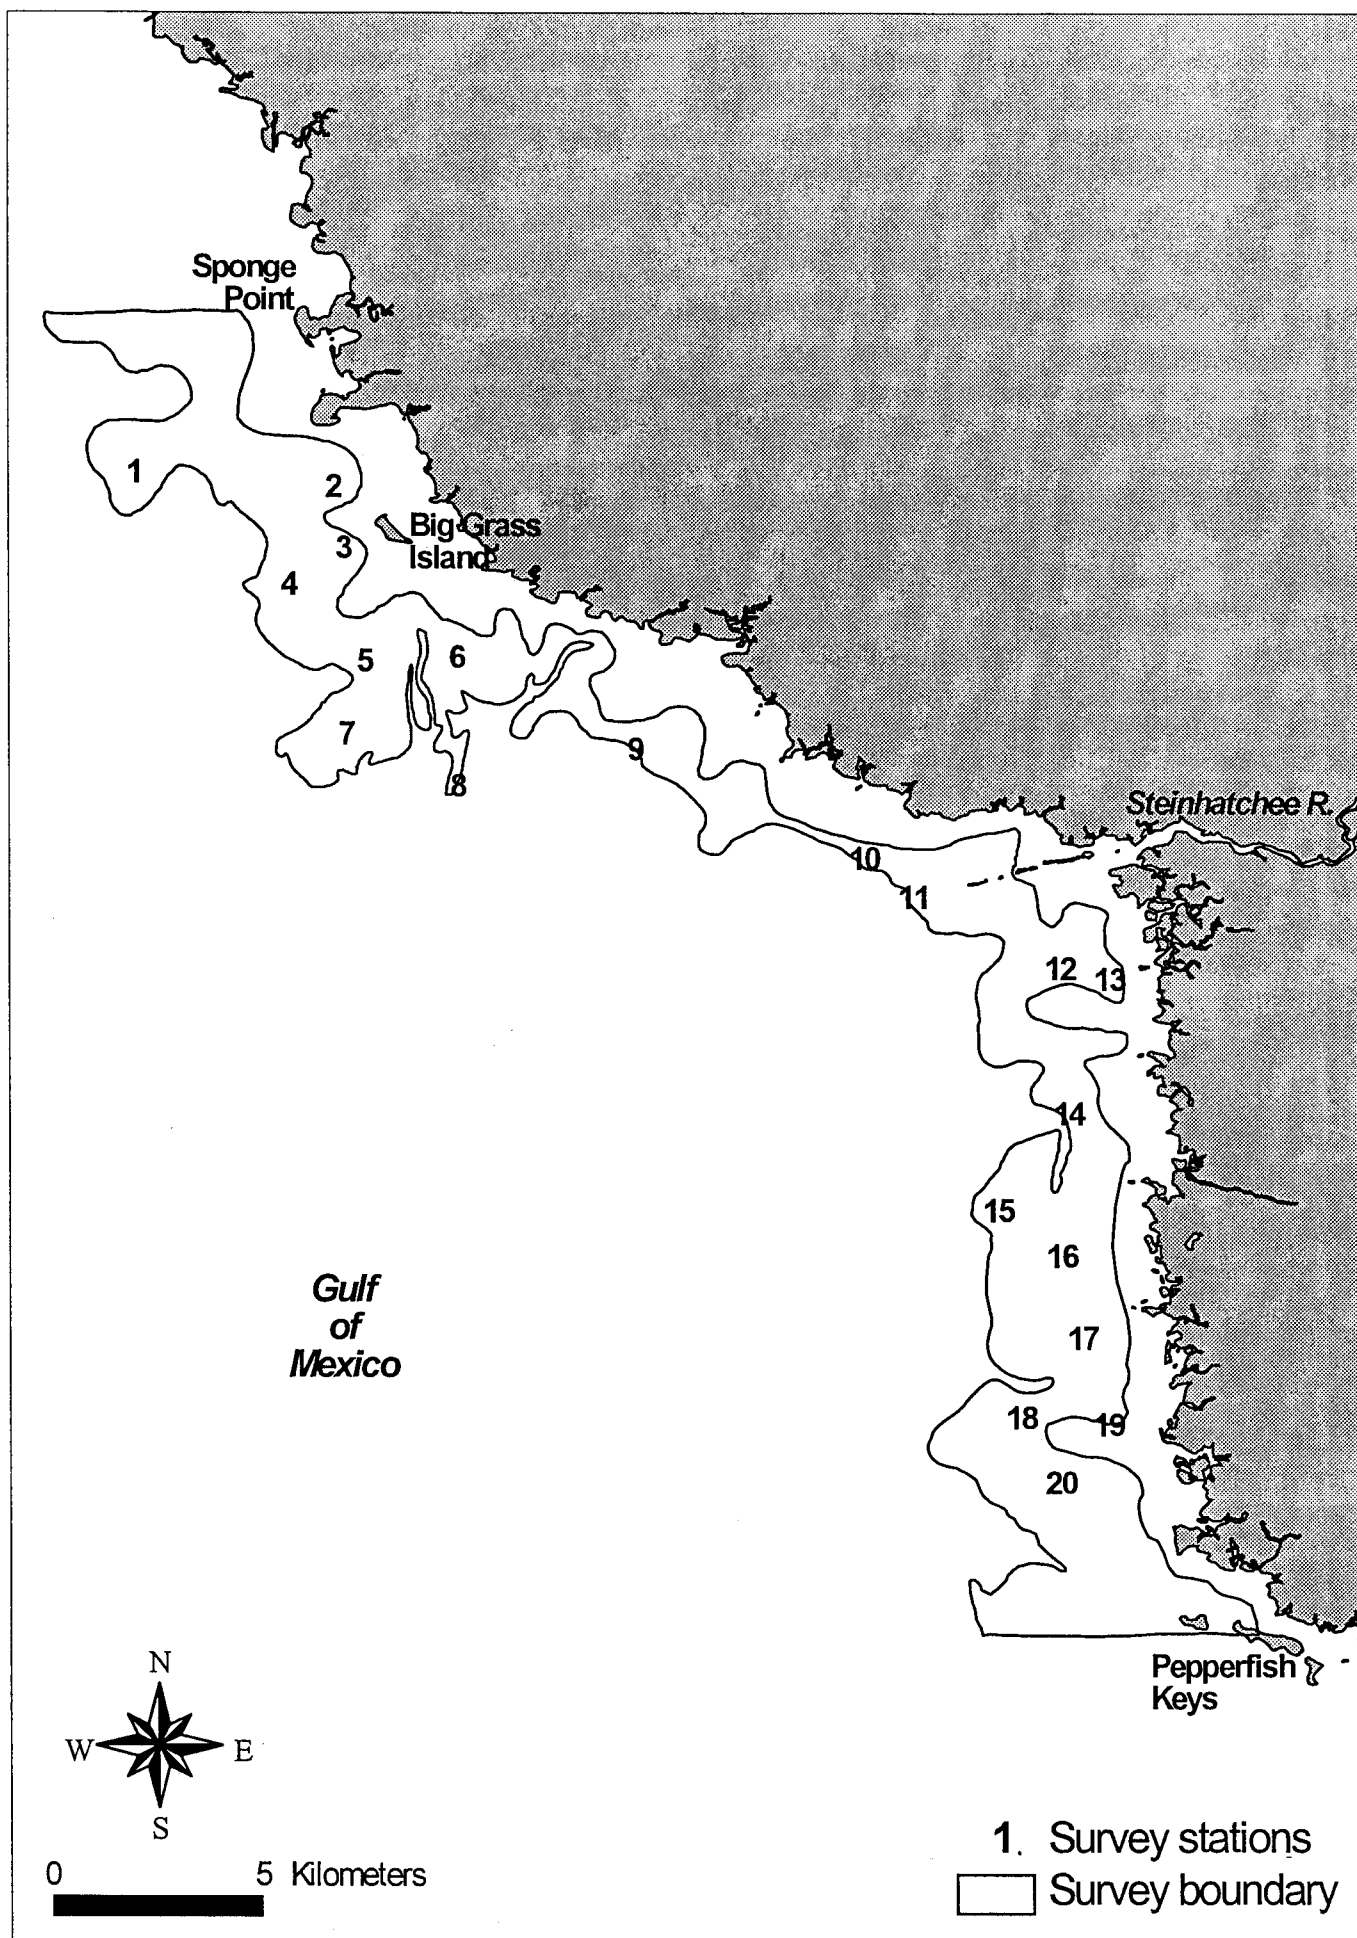 Sponge
Point
1
2
Big Grass
Island
3
4
5
6
7
8
9
Steinhatchee R.
10
11
12
13
14
15
16
Gulf
of
Mexico
17
18
19
20
Pepperfish
Keys
N
W
E
S
1. Survey stations
0 5 Kilometers
Survey boundary